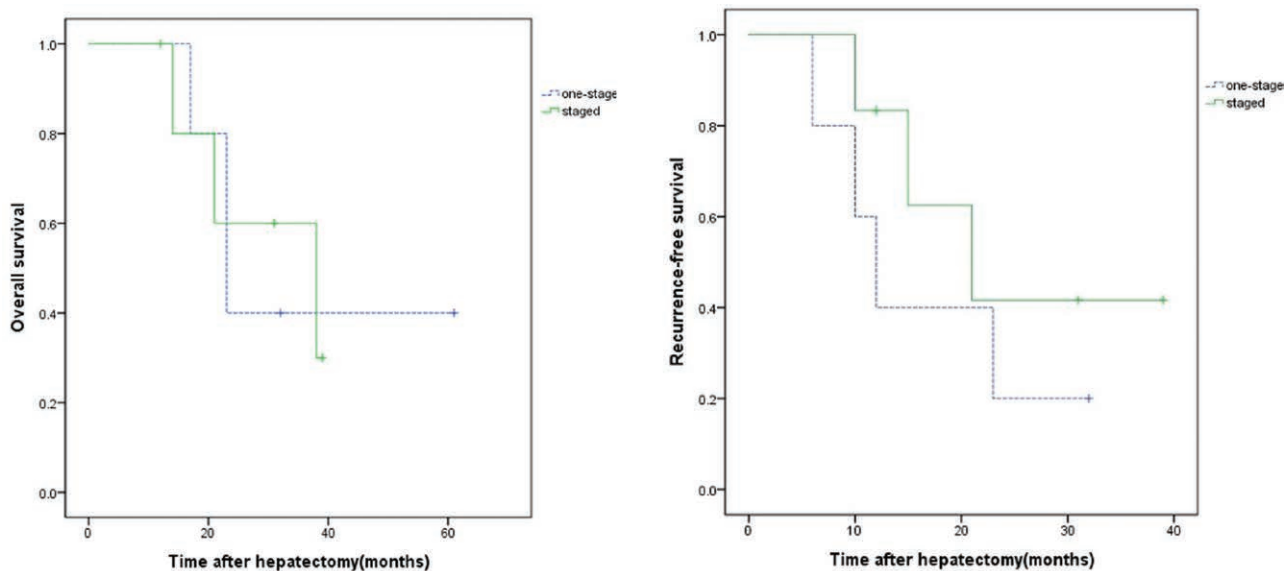 Overall survival
1.0
0.8
0.6
0.4
0.2
0.0
0 20 40 60
Time after hepatectomy(months)
one-stage
staged
Recurrence-free survival
1.0
0.8
0.6
0.4
0.2
0.0
0 10 20 30 40
Time after hepatectomy(months)
one-stage
staged